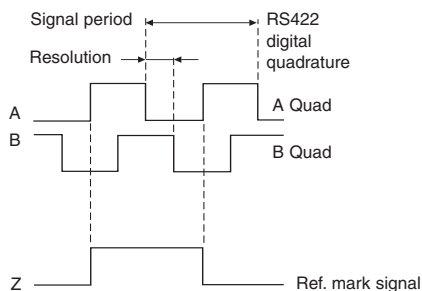 Signal period
RS422
digital
quadrature
Resolution
A
A Quad
B
B Quad
Z
Ref. mark signal